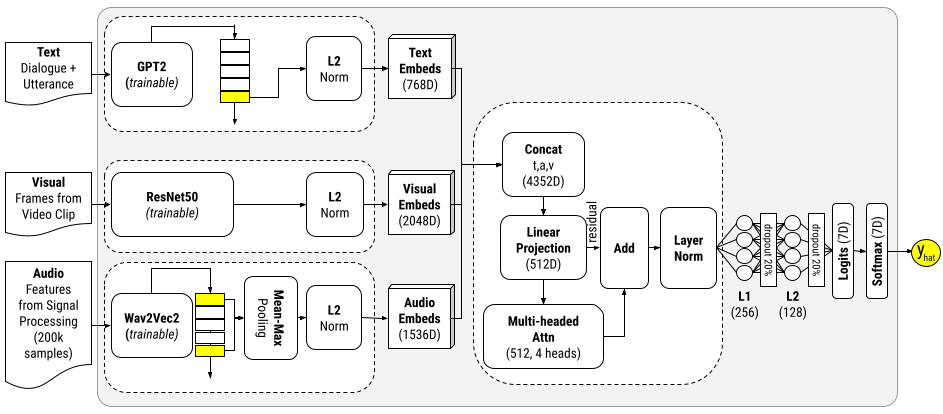 Text
Dialogue +
Utterance
GPT2
(trainable)
L2
Norm
Text
Embeds
(768D)
Visual
Frames from
Video Clip
ResNet50
(trainable)
L2
Norm
Visual
Embeds
(2048D)
Audio
Features
from Signal
Processing
(200k
samples)
Wav2Vec2
(trainable)
Mean-Max
Pooling
L2
Norm
Audio
Embeds
(1536D)
Concat
t,a,v
(4352D)
Linear
Projection
(512D)
residual
Multi-headed
Attn
(512, 4 heads)
Add
Layer
Norm
L1
(256)
dropout 20%
L2
(128)
dropout 20%
Logits (7D)
Softmax (7D)
yhat